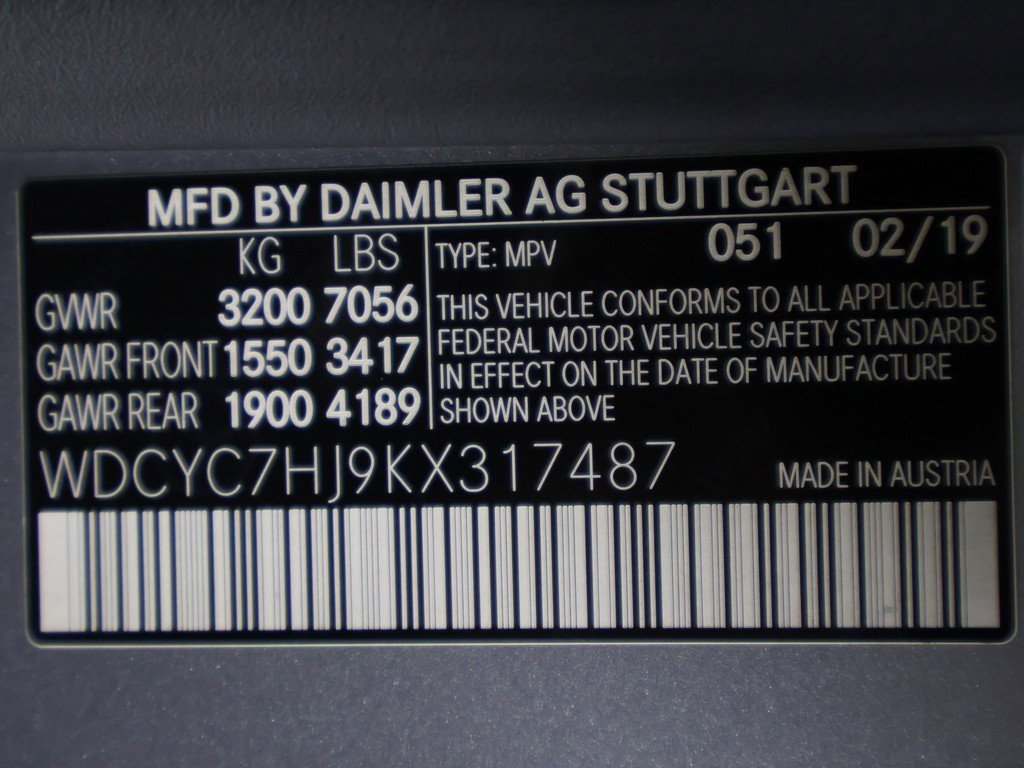 MFD BY DAIMLER AG STUTTGART
KG LBS
GVWR 3200 7056
GAWR FRONT 1550 3417
GAWR REAR 1900 4189
TYPE: MPV 051 02/19
THIS VEHICLE CONFORMS TO ALL APPLICABLE
FEDERAL MOTOR VEHICLE SAFETY STANDARDS
IN EFFECT ON THE DATE OF MANUFACTURE
SHOWN ABOVE
WDCYC7HJ9KX317487
MADE IN AUSTRIA